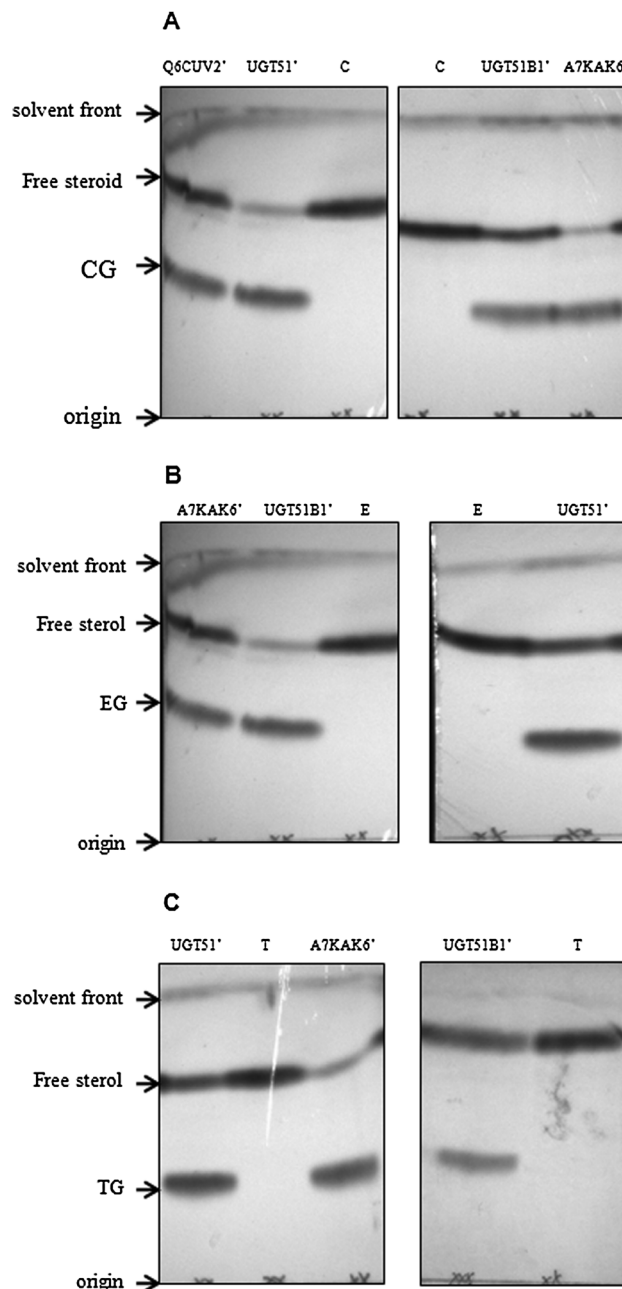 A
Q6CUV2' UGT51' C C UGT51B1' A7KAK6
solvent front
Free steroid
CG
origin
B
A7KAK6' UGT51B1' E E UGT51'
solvent front
Free sterol
EG
origin
C
UGT51' T A7KAK6' UGT51B1' T
solvent front
Free sterol
TG
origin